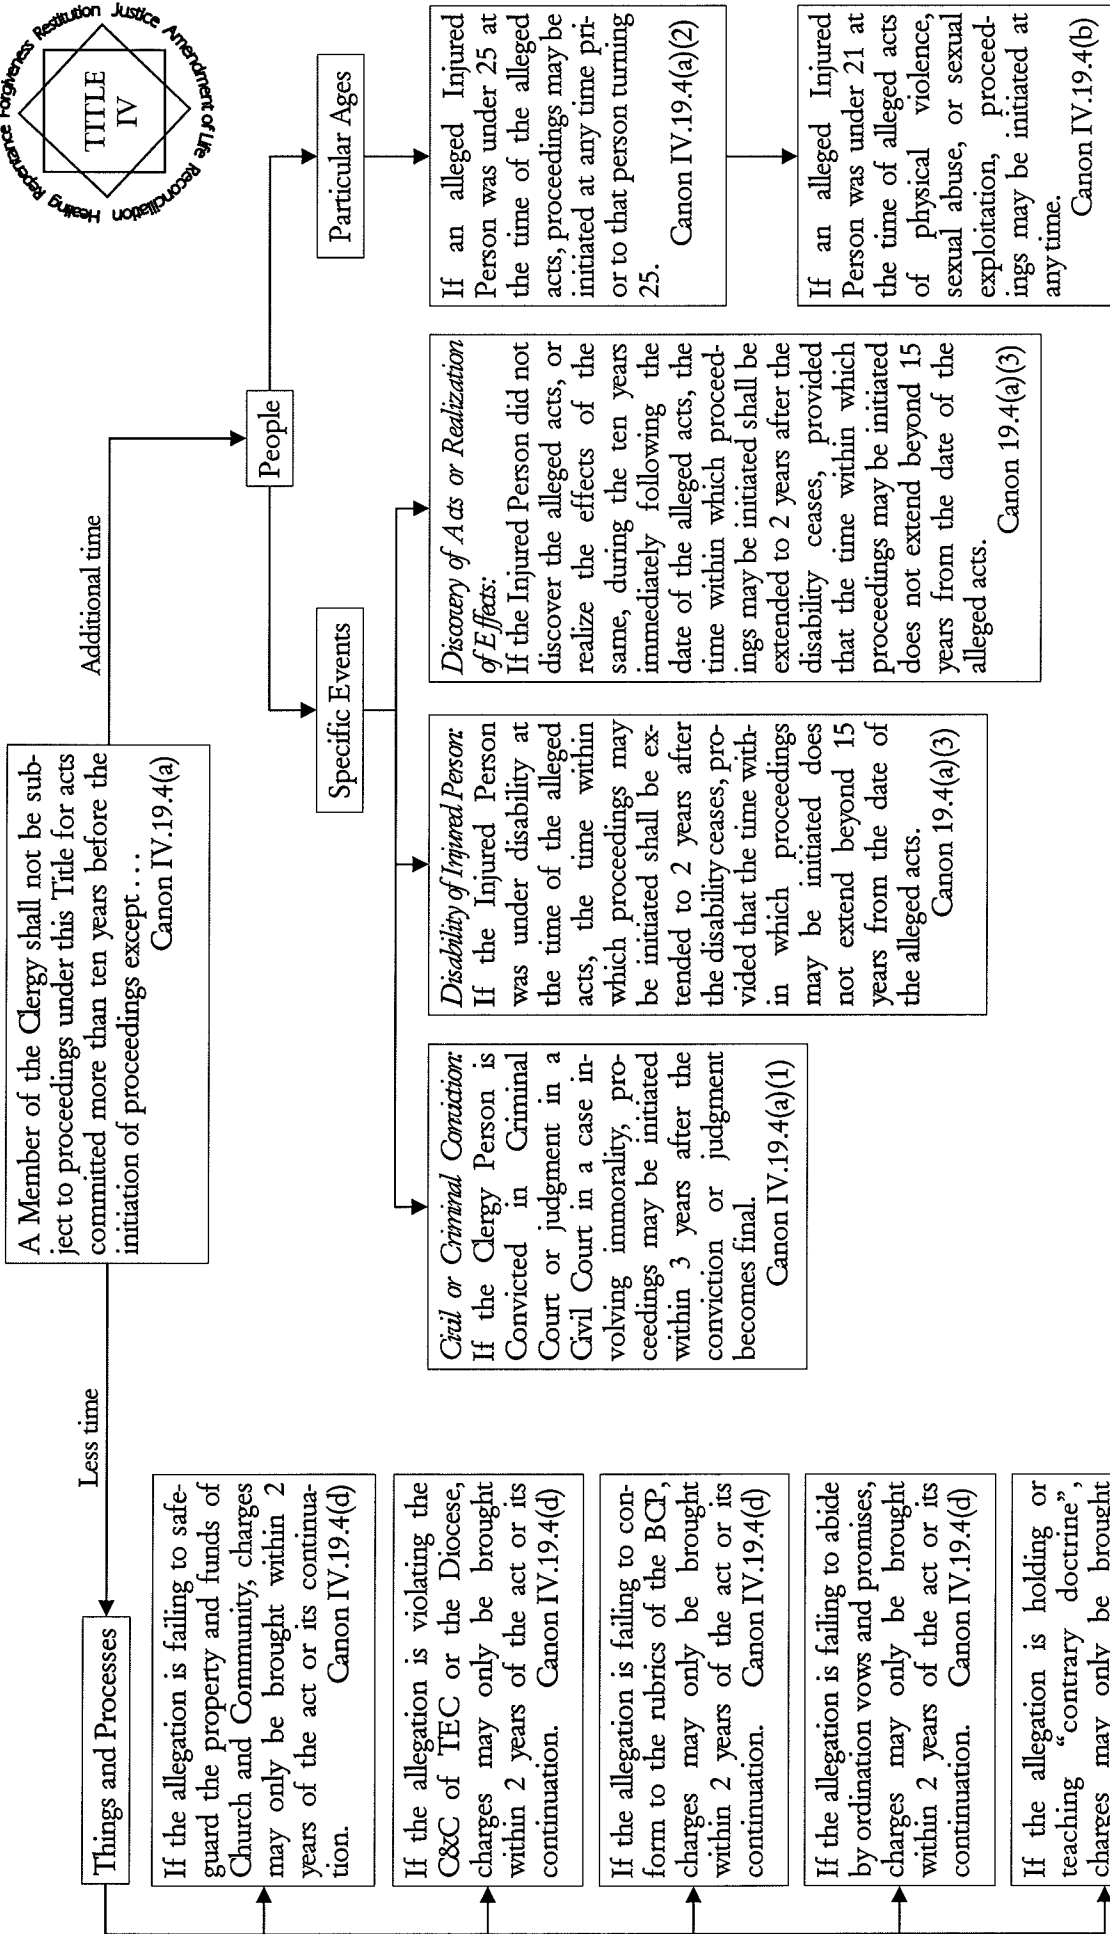 A Member of the Clergy shall not be sub-
ject to proceedings under this Title for acts
committed more than ten years before the
initiation of proceedings except…
Canon IV.19.4(a)
Healing Repentance Forgiveness Restitution Justice Amendment of Life Reconciliation
TITLE
IV
Less time
Additional time
Things and Processes
If the allegation is failing to safe-
guard the property and funds of
Church and Community, charges
may only be brought within 2
years of the act or its continua-
tion. Canon IV.19.4(d)
If the allegation is violating the
C&C of TEC or the Diocese,
charges may only be brought
within 2 years of the act or its
continuation. Canon IV.19.4(d)
If the allegation is failing to con-
form to the rubrics of the BCP,
charges may only be brought
within 2 years of the act or its
continuation. Canon IV.19.4(d)
If the allegation is failing to abide
by ordination vows and promises,
charges may only be brought
within 2 years of the act or its
continuation. Canon IV.19.4(d)
If the allegation is holding or
teaching “contrary doctrine”,
charges may only be brought
People
Specific Events
Civil or Criminal Conviction:
If the Clergy Person is
Convicted in Criminal
Court or judgment in a
Civil Court in a case in-
volving immorality, pro-
ceedings may be initiated
within 3 years after the
conviction or judgment
becomes final.
Canon IV.19.4(a)(1)
Disability of Injured Person:
If the Injured Person
was under disability at
the time of the alleged
acts, the time within
which proceedings may
be initiated shall be ex-
tended to 2 years after
the disability ceases, pro-
vided that the time with-
in which proceedings
may be initiated does
not extend beyond 15
years from the date of
the alleged acts.
Canon 19.4(a)(3)
Discovery of Acts or Realization
of Effects:
If the Injured Person did not
discover the alleged acts, or
realize the effects of the
same, during the ten years
immediately following the
date of the alleged acts, the
time within which proceed-
ings may be initiated shall be
extended to 2 years after the
disability ceases, provided
that the time within which
proceedings may be initiated
does not extend beyond 15
years from the date of the
alleged acts.
Canon 19.4(a)(3)
Particular Ages
If an alleged Injured
Person was under 25 at
the time of the alleged
acts, proceedings may be
initiated at any time pri-
or to that person turning
25.
Canon IV.19.4(a)(2)
If an alleged Injured
Person was under 21 at
the time of alleged acts
of physical violence,
sexual abuse, or sexual
exploitation, proceed-
ings may be initiated at
any time.
Canon IV.19.4(b)